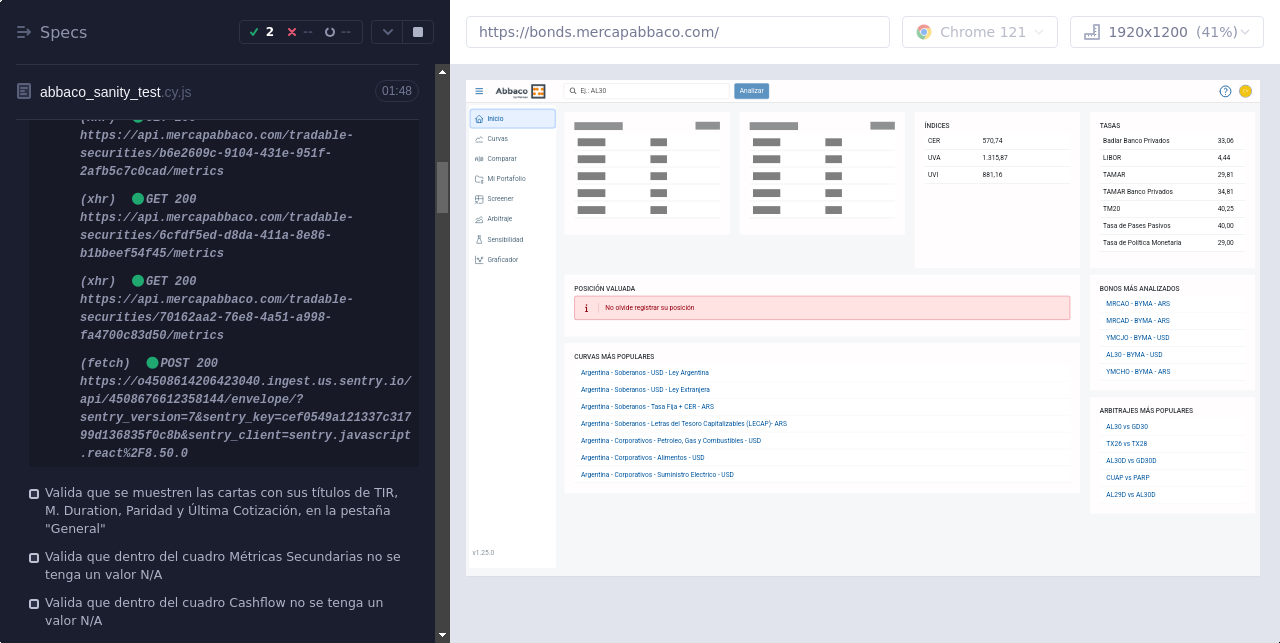 Specs
2
--
--
abbaco_sanity_test.cy.js
01:48
(xhr) GET 200
https://api.mercapabbaco.com/tradable-
securities/b6e2609c-9104-431e-951f-
2afb5c7c0cad/metrics
(xhr) GET 200
https://api.mercapabbaco.com/tradable-
securities/6cfdf5ed-d8da-411a-8e86-
b1bbeef54f45/metrics
(xhr) GET 200
https://api.mercapabbaco.com/tradable-
securities/70162aa2-76e8-4a51-a998-
fa4700c83d50/metrics
(fetch) POST 200
https://o4508614206423040.ingest.us.sentry.io/
api/4508676612358144/envelope/?
sentry_version=7&sentry_key=cef0549a121337c317
99d136835f0c8b&sentry_client=sentry.javascript
.react%2F8.50.0
Valida que se muestren las cartas con sus títulos de TIR,
M. Duration, Paridad y Última Cotización, en la pestaña
"General"
Valida que dentro del cuadro Métricas Secundarias no se
tenga un valor N/A
Valida que dentro del cuadro Cashflow no se tenga un
valor N/A
https://bonds.mercapabbaco.com/
Chrome 121
1920x1200 (41%)
Abbaco
Ej.: AL30
Analizar
Inicio
Curvas
Comparar
Mi Portafolio
Screener
Arbitraje
Sensibilidad
Graficador
v1.25.0
ÍNDICES
CER 570,74
UVA 1.315,87
UVI 881,16
TASAS
Badlar Banco Privados 33,06
LIBOR 4,44
TAMAR 29,81
TAMAR Banco Privados 34,81
TM20 40,25
Tasa de Pases Pasivos 40,00
Tasa de Política Monetaria 29,00
POSICIÓN VALUADA
No olvide registrar su posición
CURVAS MÁS POPULARES
Argentina - Soberanos - USD - Ley Argentina
Argentina - Soberanos - USD - Ley Extranjera
Argentina - Soberanos - Tasa Fija + CER - ARS
Argentina - Soberanos - Letras del Tesoro Capitalizables (LECAP)- ARS
Argentina - Corporativos - Petroleo, Gas y Combustibles - USD
Argentina - Corporativos - Alimentos - USD
Argentina - Corporativos - Suministro Electrico - USD
BONOS MÁS ANALIZADOS
MRCAO - BYMA - ARS
MRCAD - BYMA - ARS
YMCJO - BYMA - USD
AL30 - BYMA - USD
YMCHO - BYMA - ARS
ARBITRAJES MÁS POPULARES
AL30 vs GD30
TX26 vs TX28
AL30D vs GD30D
CUAP vs PARP
AL29D vs AL30D